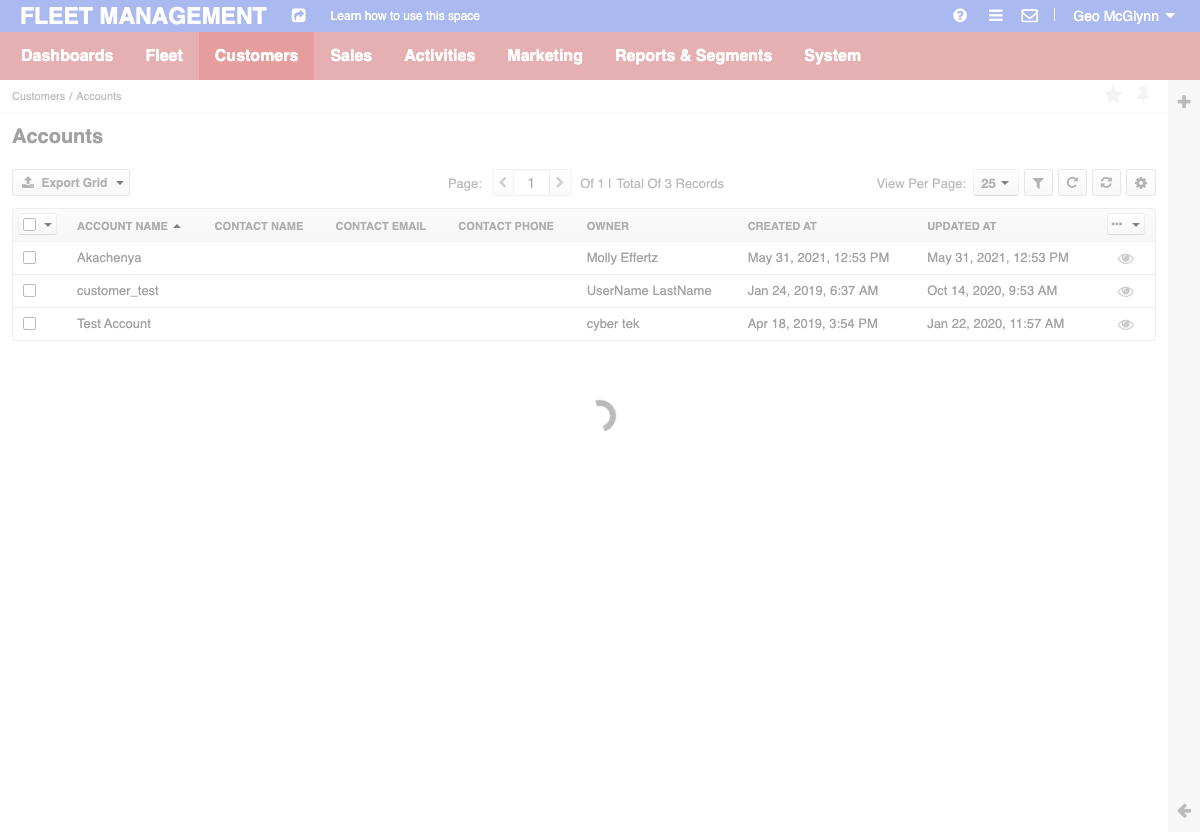 FLEET MANAGEMENT Learn how to use this space Geo McGlynn
Dashboards Fleet Customers Sales Activities Marketing Reports & Segments System
Customers / Accounts
Accounts
Export Grid Page: 1 Of 1 | Total Of 3 Records View Per Page: 25
ACCOUNT NAME CONTACT NAME CONTACT EMAIL CONTACT PHONE OWNER CREATED AT UPDATED AT
Akachenya Molly Effertz May 31, 2021, 12:53 PM May 31, 2021, 12:53 PM
customer_test UserName LastName Jan 24, 2019, 6:37 AM Oct 14, 2020, 9:53 AM
Test Account cyber tek Apr 18, 2019, 3:54 PM Jan 22, 2020, 11:57 AM